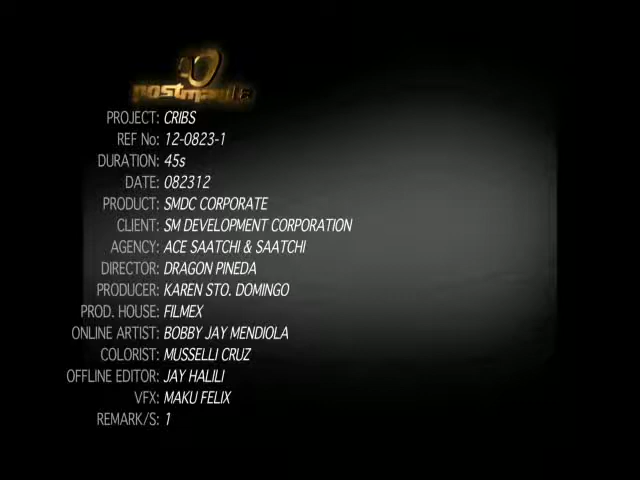 postmanila
PROJECT: CRIBS
REF No: 12-0823-1
DURATION: 45s
DATE: 082312
PRODUCT: SMDC CORPORATE
CLIENT: SM DEVELOPMENT CORPORATION
AGENCY: ACE SAATCHI & SAATCHI
DIRECTOR: DRAGON PINEDA
PRODUCER: KAREN STO. DOMINGO
PROD. HOUSE: FILMEX
ONLINE ARTIST: BOBBY JAY MENDIOLA
COLORIST: MUSSELLI CRUZ
OFFLINE EDITOR: JAY HALILI
VFX: MAKU FELIX
REMARK/S: 1